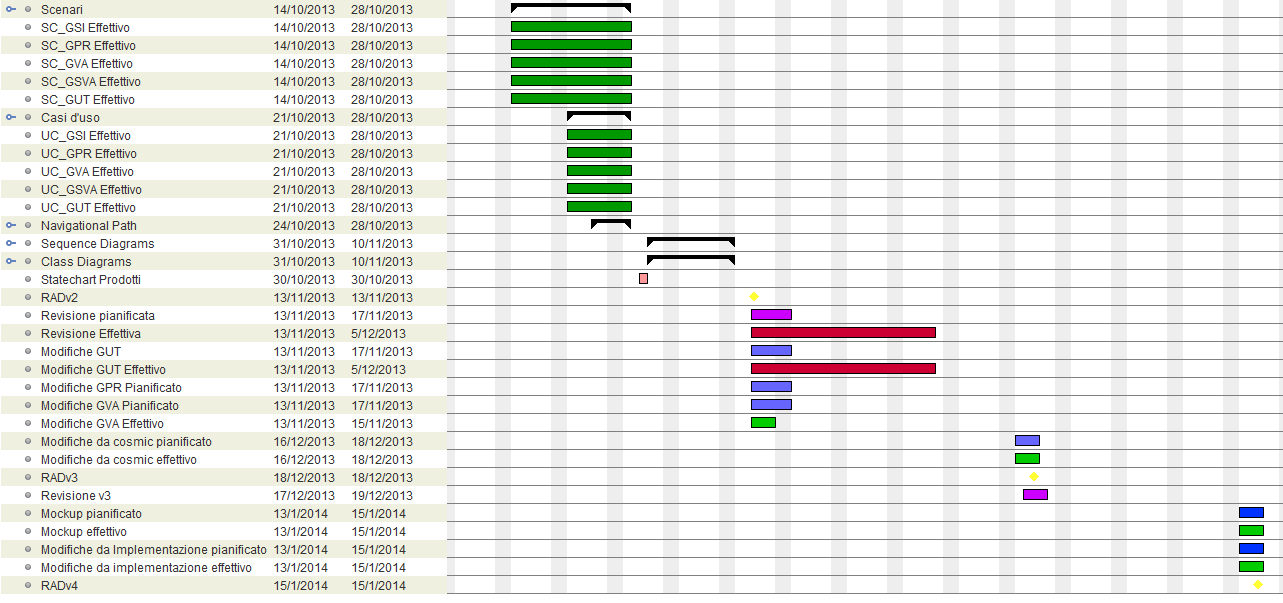 Scenari 14/10/2013 28/10/2013
SC_GSI Effettivo 14/10/2013 28/10/2013
SC_GPR Effettivo 14/10/2013 28/10/2013
SC_GVA Effettivo 14/10/2013 28/10/2013
SC_GSVA Effettivo 14/10/2013 28/10/2013
SC_GUT Effettivo 14/10/2013 28/10/2013
Casi d'uso 21/10/2013 28/10/2013
UC_GSI Effettivo 21/10/2013 28/10/2013
UC_GPR Effettivo 21/10/2013 28/10/2013
UC_GVA Effettivo 21/10/2013 28/10/2013
UC_GSVA Effettivo 21/10/2013 28/10/2013
UC_GUT Effettivo 21/10/2013 28/10/2013
Navigational Path 24/10/2013 28/10/2013
Sequence Diagrams 31/10/2013 10/11/2013
Class Diagrams 31/10/2013 10/11/2013
Statechart Prodotti 30/10/2013 30/10/2013
RADv2 13/11/2013 13/11/2013
Revisione pianificata 13/11/2013 17/11/2013
Revisione Effettiva 13/11/2013 5/12/2013
Modifiche GUT 13/11/2013 17/11/2013
Modifiche GUT Effettivo 13/11/2013 5/12/2013
Modifiche GPR Pianificato 13/11/2013 17/11/2013
Modifiche GVA Pianificato 13/11/2013 17/11/2013
Modifiche GVA Effettivo 13/11/2013 15/11/2013
Modifiche da cosmic pianificato 16/12/2013 18/12/2013
Modifiche da cosmic effettivo 16/12/2013 18/12/2013
RADv3 18/12/2013 18/12/2013
Revisione v3 17/12/2013 19/12/2013
Mockup pianificato 13/1/2014 15/1/2014
Mockup effettivo 13/1/2014 15/1/2014
Modifiche da Implementazione pianificato 13/1/2014 15/1/2014
Modifiche da implementazione effettivo 13/1/2014 15/1/2014
RADv4 15/1/2014 15/1/2014